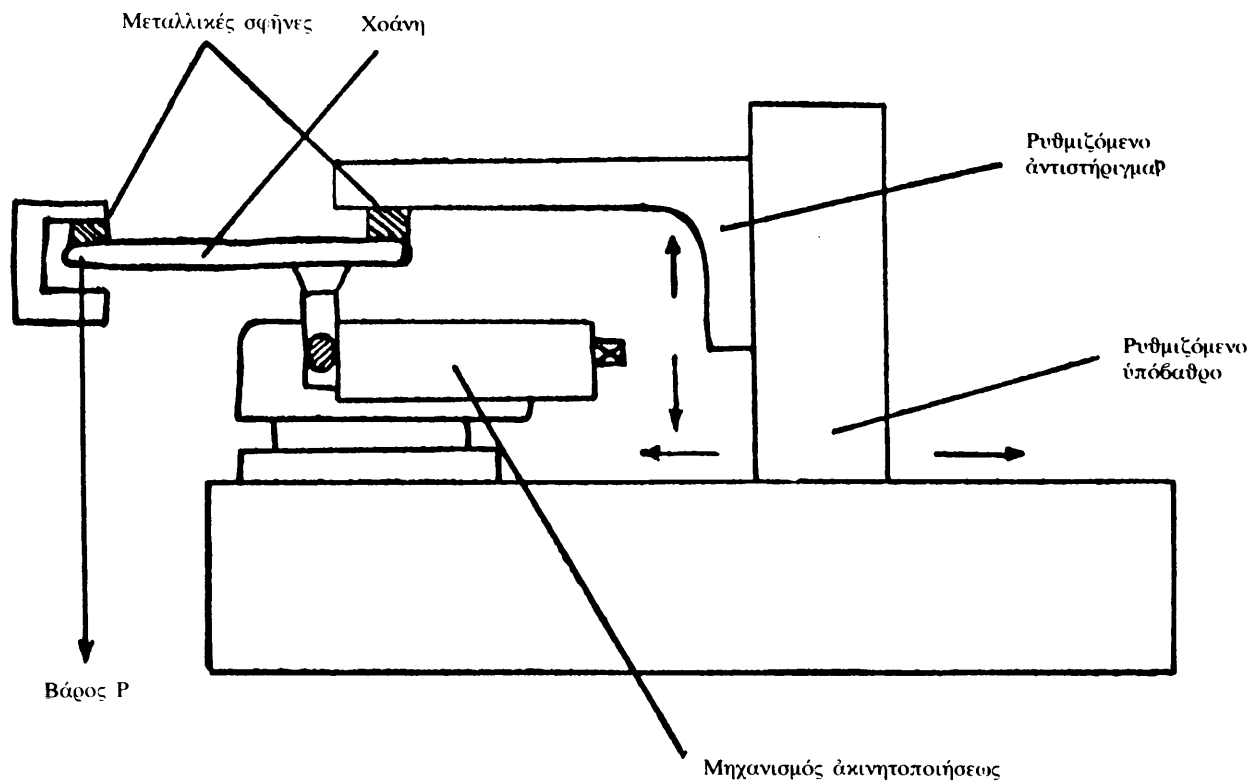 Μεταλλικές σφῆνες
Χοάνη
Ρυθμιζόμενο
ἀντιστήριγμαp
Ρυθμιζόμενο
ὑπόβαθρο
Βάρος P
Μηχανισμός ἀκινητοποιήσεως